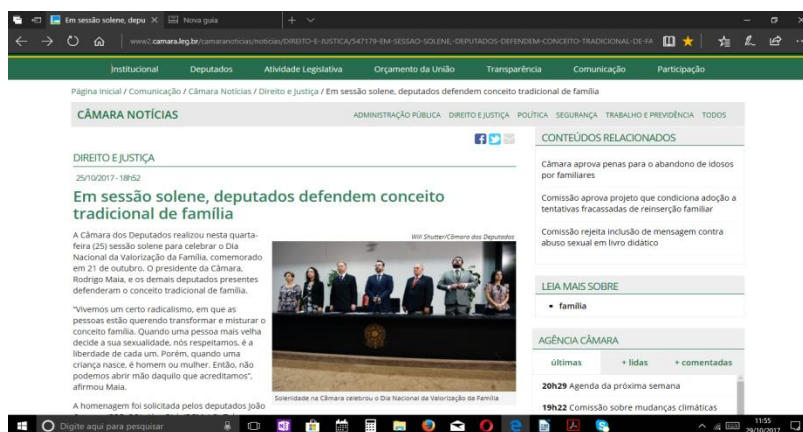 Em sessão solene, depu
Nova guia
www2.camara.leg.br/camaranoticias/noticias/DIREITO-E-JUSTICA/547179-EM-SESSAO-SOLENE,-DEPUTADOS-DEFENDEM-CONCEITO-TRADICIONAL-DE-FA
Institucional Deputados Atividade Legislativa Orçamento da União Transparência Comunicação Participação
Página Inicial / Comunicação / Câmara Notícias / Direito e Justiça / Em sessão solene, deputados defendem conceito tradicional de família
CÂMARA NOTÍCIAS
ADMINISTRAÇÃO PÚBLICA DIREITO E JUSTIÇA POLÍTICA SEGURANÇA TRABALHO E PREVIDÊNCIA TODOS
DIREITO E JUSTIÇA
25/10/2017 - 18h52
Em sessão solene, deputados defendem conceito
tradicional de família
A Câmara dos Deputados realizou nesta quarta-
feira (25) sessão solene para celebrar o Dia
Nacional da Valorização da Família, comemorado
em 21 de outubro. O presidente da Câmara,
Rodrigo Maia, e os demais deputados presentes
defenderam o conceito tradicional de família.
"Vivemos um certo radicalismo, em que as
pessoas estão querendo transformar e misturar o
conceito família. Quando uma pessoa mais velha
decide a sua sexualidade, nós respeitamos, é a
liberdade de cada um. Porém, quando uma
criança nasce, é homem ou mulher. Então, não
podemos abrir mão daquilo que acreditamos",
afirmou Maia.
A homenagem foi solicitada pelos deputados João
Will Shutter/Câmara dos Deputados
Solenidade na Câmara celebrou o Dia Nacional da Valorização da Família
CONTEÚDOS RELACIONADOS
Câmara aprova penas para o abandono de idosos
por familiares
Comissão aprova projeto que condiciona adoção a
tentativas fracassadas de reinserção familiar
Comissão rejeita inclusão de mensagem contra
abuso sexual em livro didático
LEIA MAIS SOBRE
• família
AGÊNCIA CÂMARA
últimas + lidas + comentadas
20h29 Agenda da próxima semana
19h22 Comissão sobre mudanças climáticas
Digite aqui para pesquisar
11:55
29/10/2017